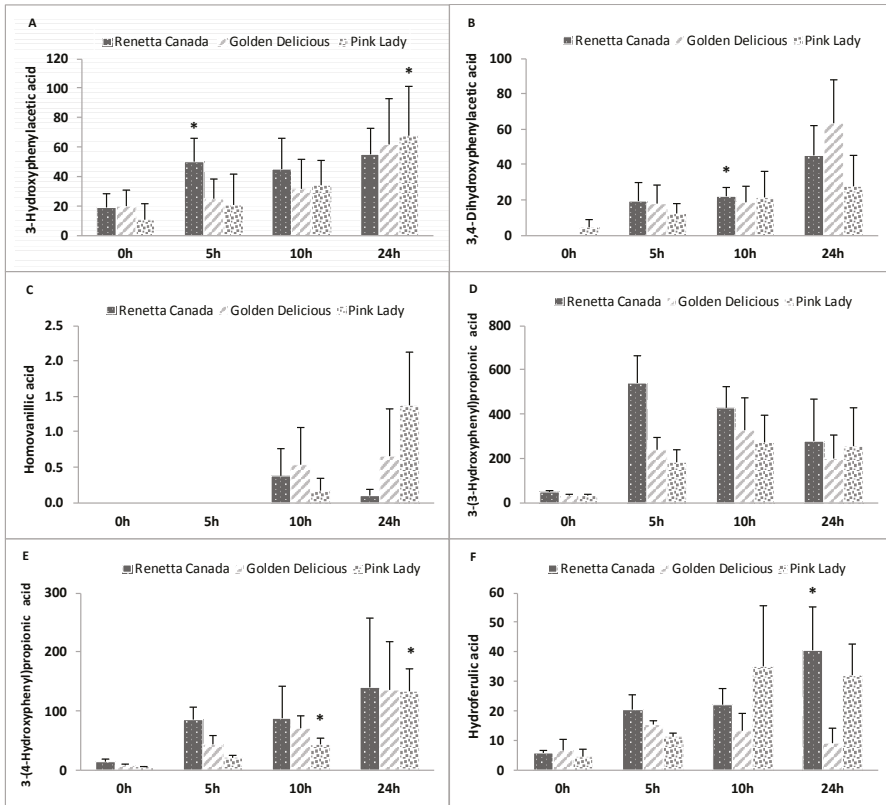 A
Renetta Canada Golden Delicious Pink Lady
3-Hydroxyphenylacetic acid
120
100
80
60
40
20
0
*
*
0h 5h 10h 24h
B
Renetta Canada Golden Delicious Pink Lady
3,4-Dihydroxyphenylacetic acid
100
80
60
40
20
0
*
0h 5h 10h 24h
C
Renetta Canada Golden Delicious Pink Lady
Homovanillic acid
2.5
2.0
1.5
1.0
0.5
0.0
0h 5h 10h 24h
D
Renetta Canada Golden Delicious Pink Lady
3-(3-Hydroxyphenyl)propionic acid
800
600
400
200
0
0h 5h 10h 24h
E
Renetta Canada Golden Delicious Pink Lady
3-(4-Hydroxyphenyl)propionic acid
300
200
100
0
*
*
0h 5h 10h 24h
F
Renetta Canada Golden Delicious Pink Lady
Hydroferulic acid
60
50
40
30
20
10
0
*
0h 5h 10h 24h